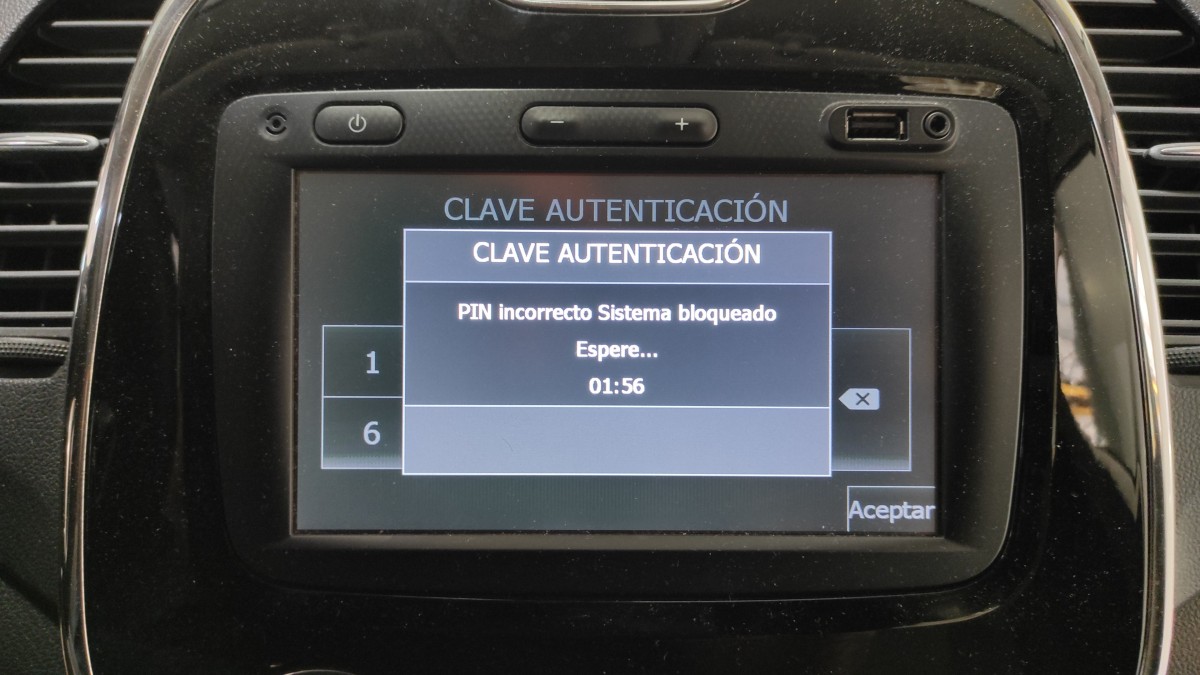 CLAVE AUTENTICACIÓN
CLAVE AUTENTICACIÓN
PIN incorrecto Sistema bloqueado
Espere...
01:56
1
6
Aceptar